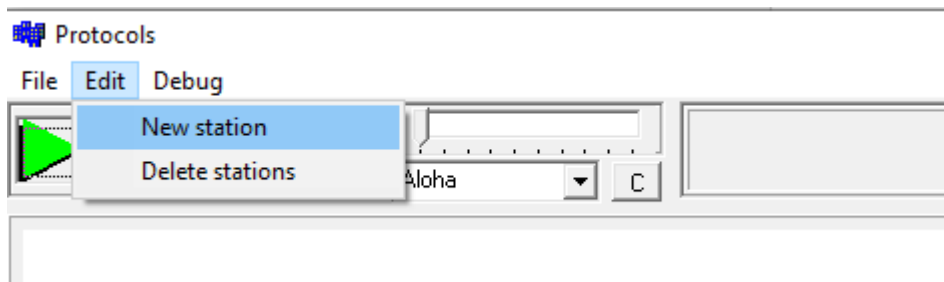 Protocols
File Edit Debug
New station
Delete stations
Aloha
C